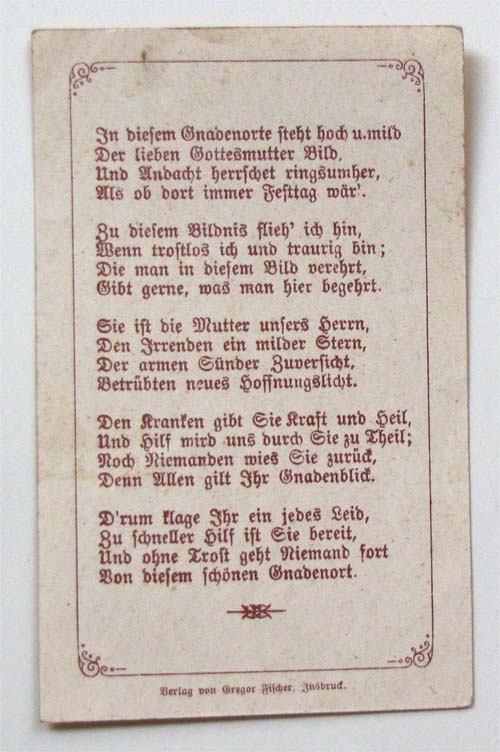 In diesem Gnadenorte steht hoch u. mild
Der lieben Gottesmutter Bild,
Und Andacht herrschet ringsumher,
Als ob dort immer Festtag wär'.
Zu diesem Bildnis flieh' ich hin,
Wenn trostlos ich und traurig bin;
Die man in diesem Bild verehrt,
Gibt gerne, was man hier begehrt.
Sie ist die Mutter unsers Herrn,
Den Irrenden ein milder Stern,
Der armen Sünder Zuversicht,
Betrübten neues Hoffnungslicht.
Den Kranken gibt Sie Kraft und Heil,
Und Hilf wird uns durch Sie zu Theil;
Noch Niemanden wies Sie zurück,
Denn Allen gilt Ihr Gnadenblick.
D'rum klage Ihr ein jedes Leid,
Zu schneller Hilf ist Sie bereit,
Und ohne Trost geht Niemand fort
Von diesem schönen Gnadenort.
Verlag von Gregor Fischer, Insbruck.